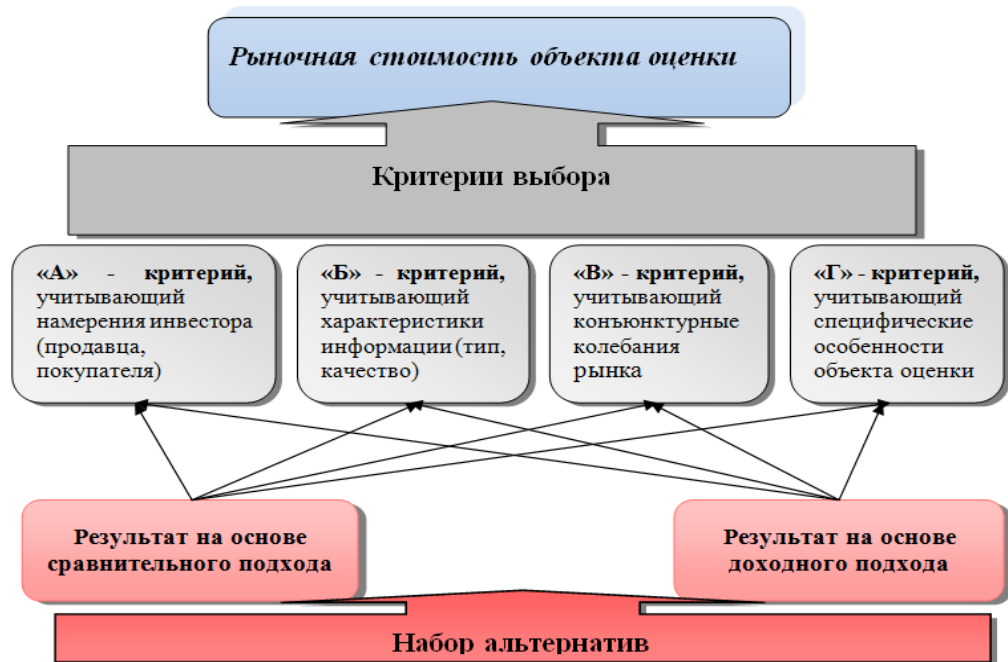 Рыночная стоимость объекта оценки
Критерии выбора
«А» - критерий,
учитывающий
намерения инвестора
(продавца,
покупателя)
«Б» - критерий,
учитывающий
характеристики
информации (тип,
качество)
«В» - критерий,
учитывающий
конъюнктурные
колебания
рынка
«Г» - критерий,
учитывающий
специфические
особенности
объекта оценки
Результат на основе
сравнительного подхода
Результат на основе
доходного подхода
Набор альтернатив